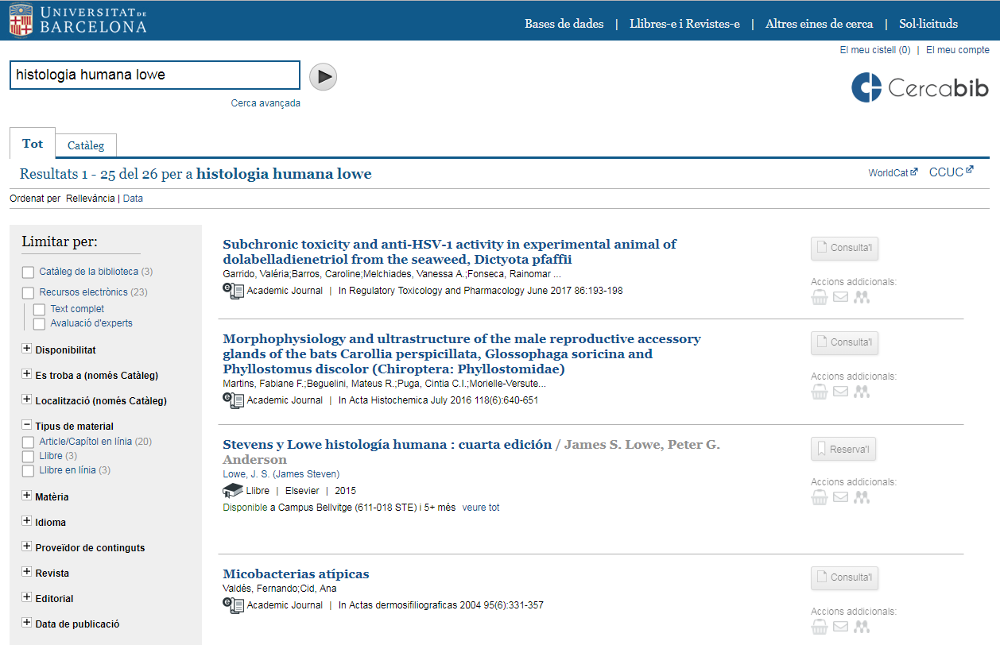 UNIVERSITAT DE
BARCELONA
Bases de dades | Llibres-e i Revistes-e | Altres eines de cerca | Sol·licituds
El meu cistell (0) | El meu compte
histologia humana lowe
Cercabib
Cerca avançada
Tot
Catàleg
Resultats 1 - 25 del 26 per a histologia humana lowe
WorldCat CCUC
Ordenat per Rellevància | Data
Limitar per:
Catàleg de la biblioteca (3)
Recursos electrònics (23)
Text complet
Avaluació d'experts
Disponibilitat
Es troba a (només Catàleg)
Localització (només Catàleg)
Tipus de material
Article/Capítol en línia (20)
Llibre (3)
Llibre en línia (3)
Matèria
Idioma
Proveïdor de continguts
Revista
Editorial
Data de publicació
Subchronic toxicity and anti-HSV-1 activity in experimental animal of
dolabelladienetriol from the seaweed, Dictyota pfaffii
Garrido, Valéria;Barros, Caroline;Melchiades, Vanessa A.;Fonseca, Rainomar ...
Academic Journal | In Regulatory Toxicology and Pharmacology June 2017 86:193-198
Consulta'l
Accions addicionals:
Morphophysiology and ultrastructure of the male reproductive accessory
glands of the bats Carollia perspicillata, Glossophaga soricina and
Phyllostomus discolor (Chiroptera: Phyllostomidae)
Martins, Fabiane F.;Beguelini, Mateus R.;Puga, Cintia C.I.;Morielle-Versute...
Academic Journal | In Acta Histochemica July 2016 118(6):640-651
Consulta'l
Accions addicionals:
Stevens y Lowe histología humana : cuarta edición / James S. Lowe, Peter G.
Anderson
Lowe, J. S. (James Steven)
Llibre | Elsevier | 2015
Disponible a Campus Bellvitge (611-018 STE) i 5+ més veure tot
Reserva'l
Accions addicionals:
Micobacterias atípicas
Valdés, Fernando;Cid, Ana
Academic Journal | In Actas dermosifiliograficas 2004 95(6):331-357
Consulta'l
Accions addicionals: